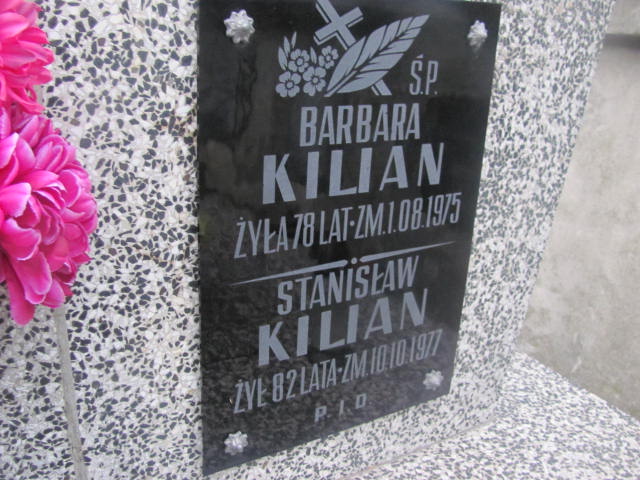 Ś.P.
BARBARA
KILIAN
ŻYŁA 78 LAT·ZM.1.08.1975
STANISŁAW
KILIAN
ŻYŁ 82 LATA·ZM.10.10.1977
P I D